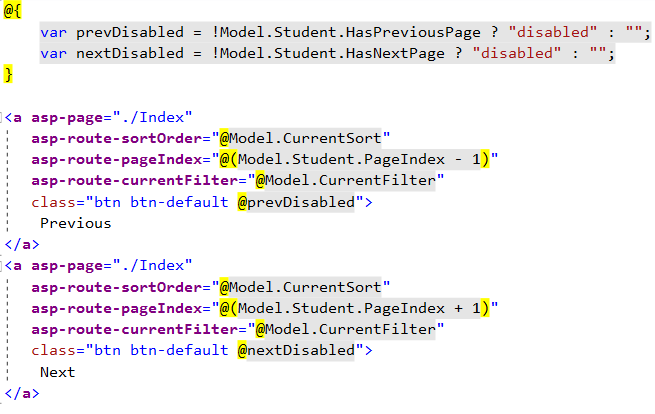 @{
    var prevDisabled = !Model.Student.HasPreviousPage ? "disabled" : "";
    var nextDisabled = !Model.Student.HasNextPage ? "disabled" : "";
}

<a asp-page="./Index"
   asp-route-sortOrder="@Model.CurrentSort"
   asp-route-pageIndex="@(Model.Student.PageIndex - 1)"
   asp-route-currentFilter="@Model.CurrentFilter"
   class="btn btn-default @prevDisabled">
    Previous
</a>
<a asp-page="./Index"
   asp-route-sortOrder="@Model.CurrentSort"
   asp-route-pageIndex="@(Model.Student.PageIndex + 1)"
   asp-route-currentFilter="@Model.CurrentFilter"
   class="btn btn-default @nextDisabled">
    Next
</a>